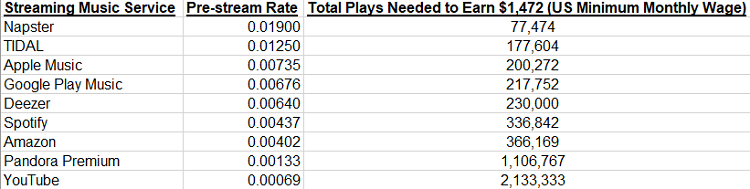 Streaming Music Service Pre-stream Rate Total Plays Needed to Earn $1,472 (US Minimum Monthly Wage)
Napster 0.01900 77,474
TIDAL 0.01250 177,604
Apple Music 0.00735 200,272
Google Play Music 0.00676 217,752
Deezer 0.00640 230,000
Spotify 0.00437 336,842
Amazon 0.00402 366,169
Pandora Premium 0.00133 1,106,767
YouTube 0.00069 2,133,333